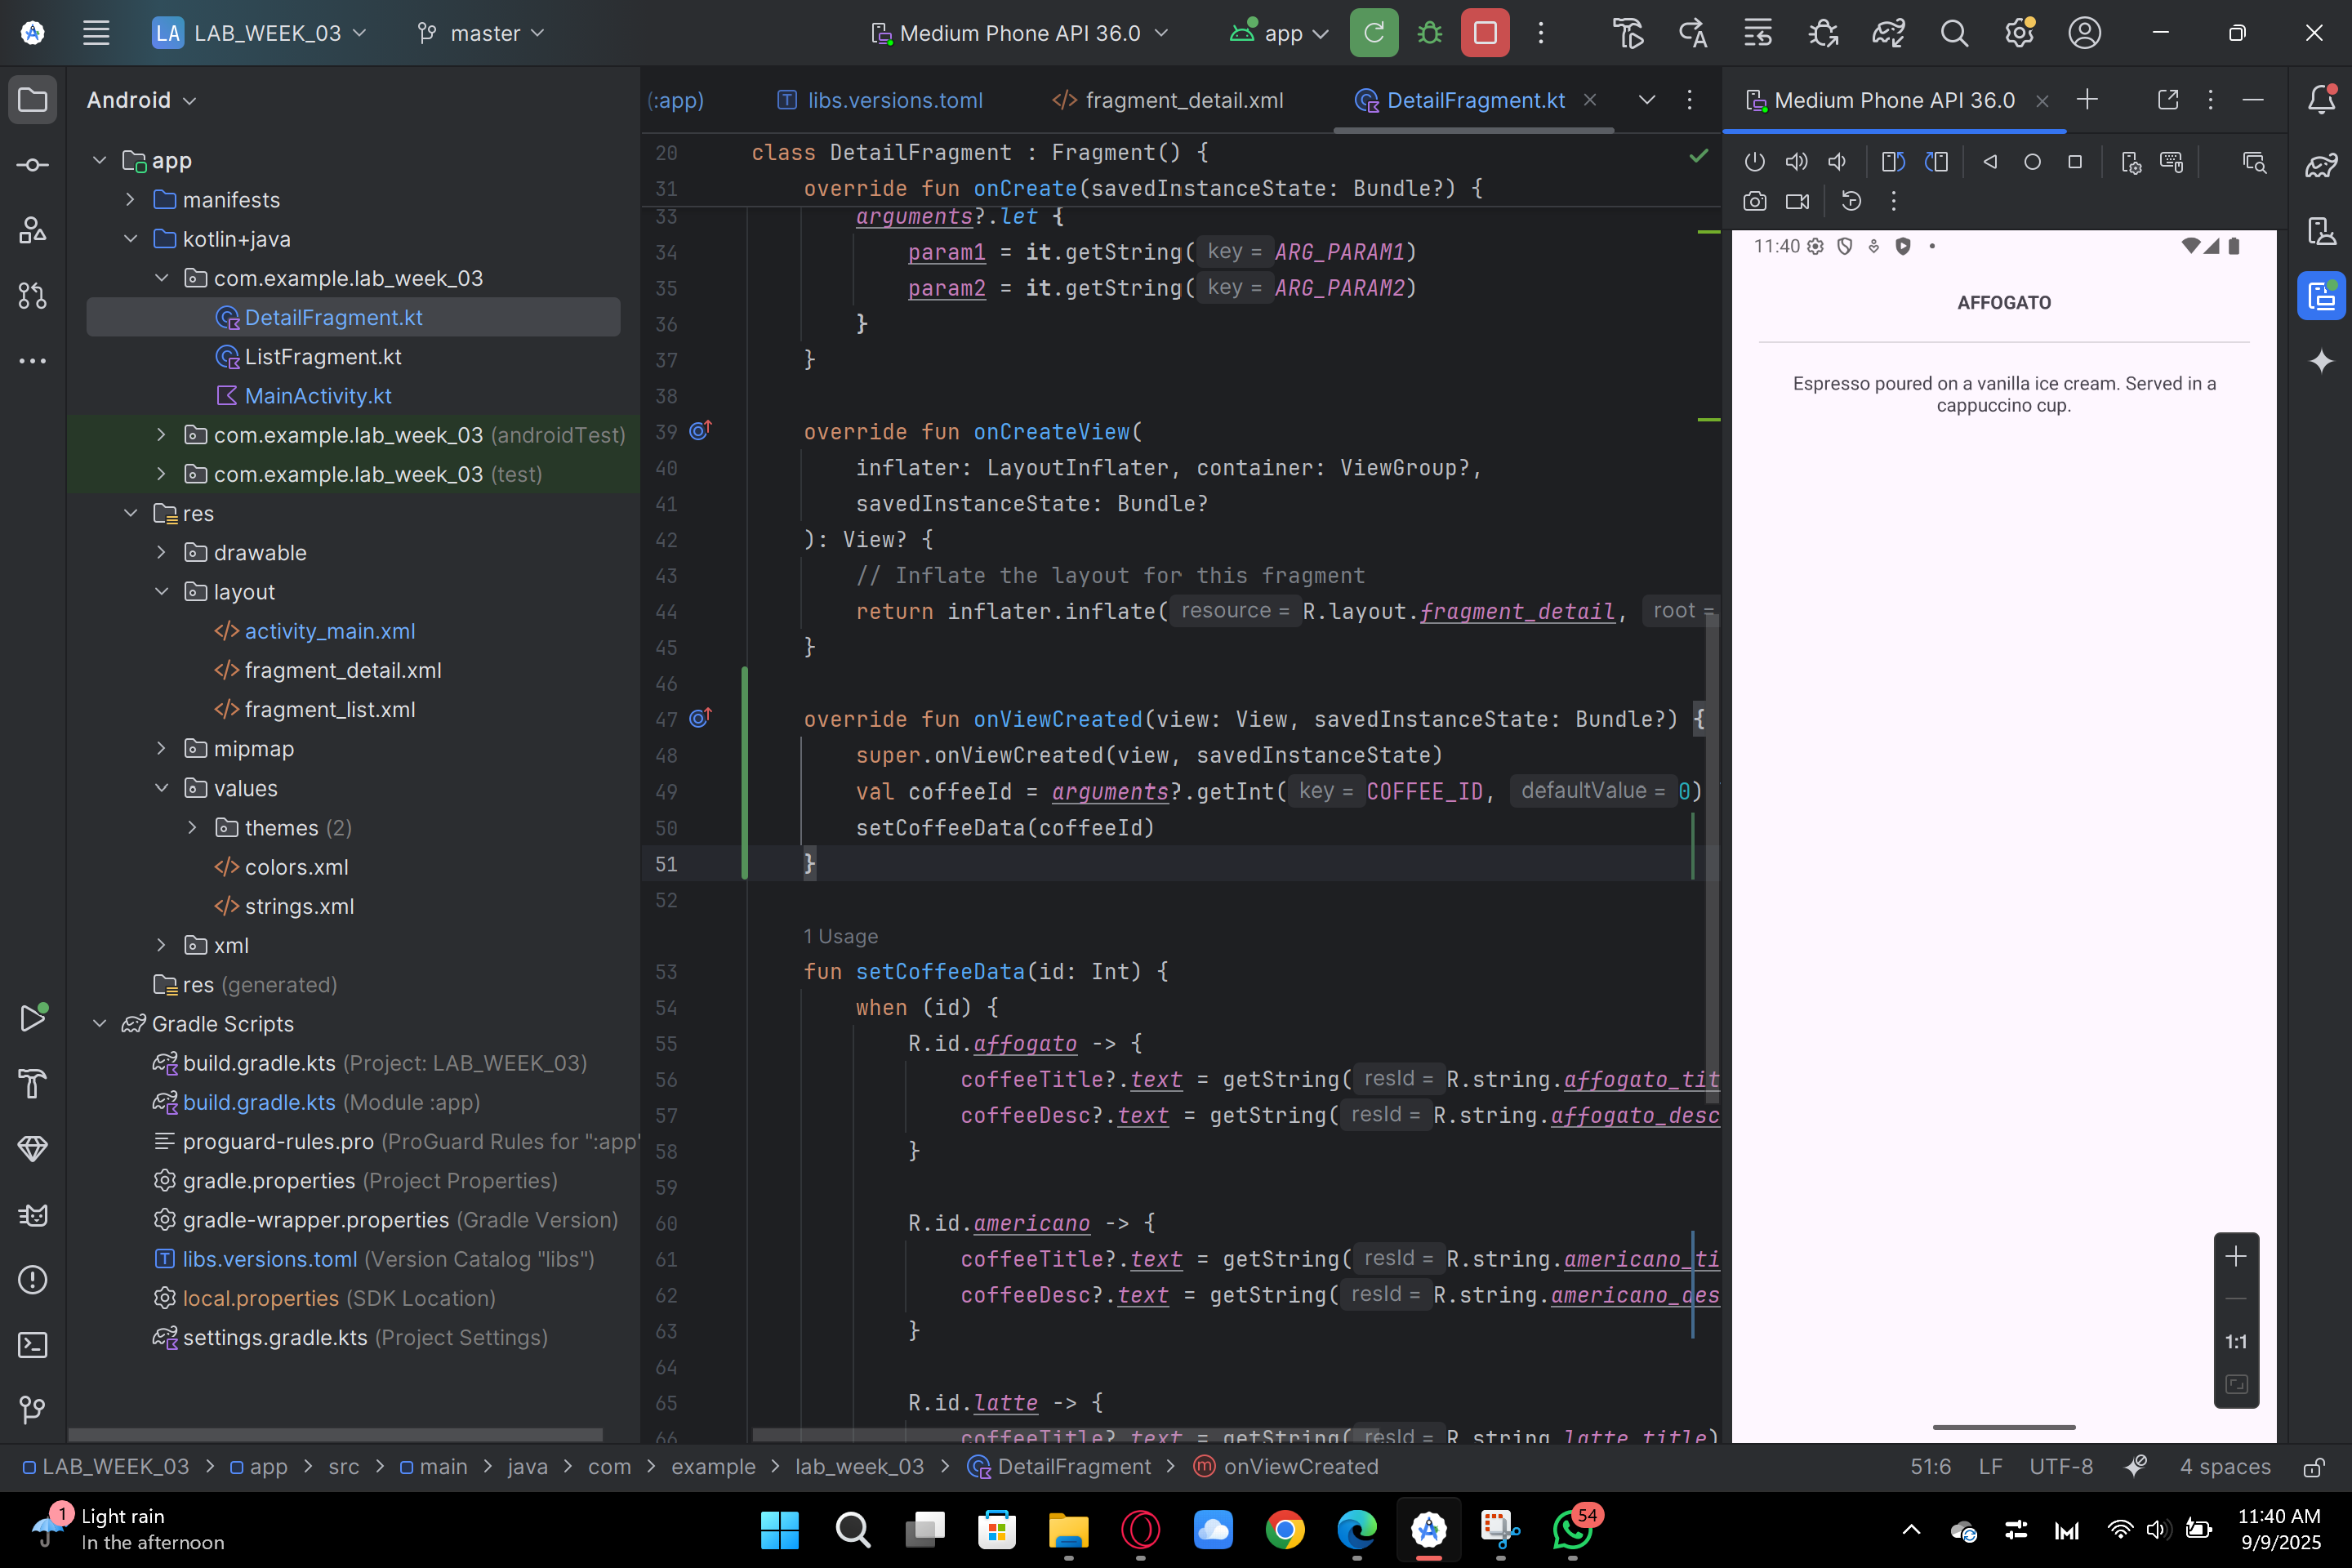 LA LAB_WEEK_03 master Medium Phone API 36.0 app
Android
app
manifests
kotlin+java
com.example.lab_week_03
DetailFragment.kt
ListFragment.kt
MainActivity.kt
com.example.lab_week_03 (androidTest)
com.example.lab_week_03 (test)
res
drawable
layout
activity_main.xml
fragment_detail.xml
fragment_list.xml
mipmap
values
themes (2)
colors.xml
strings.xml
xml
res (generated)
Gradle Scripts
build.gradle.kts (Project: LAB_WEEK_03)
build.gradle.kts (Module :app)
proguard-rules.pro (ProGuard Rules for ":app"
gradle.properties (Project Properties)
gradle-wrapper.properties (Gradle Version)
libs.versions.toml (Version Catalog "libs")
local.properties (SDK Location)
settings.gradle.kts (Project Settings)
(:app) libs.versions.toml fragment_detail.xml DetailFragment.kt
20 class DetailFragment : Fragment() {
31 override fun onCreate(savedInstanceState: Bundle?) {
33 arguments?.let {
34 param1 = it.getString( key = ARG_PARAM1)
35 param2 = it.getString( key = ARG_PARAM2)
36 }
37 }
38
39 override fun onCreateView(
40 inflater: LayoutInflater, container: ViewGroup?,
41 savedInstanceState: Bundle?
42 ): View? {
43 // Inflate the layout for this fragment
44 return inflater.inflate( resource = R.layout.fragment_detail, root =
45 }
46
47 override fun onViewCreated(view: View, savedInstanceState: Bundle?) {
48 super.onViewCreated(view, savedInstanceState)
49 val coffeeId = arguments?.getInt( key = COFFEE_ID, defaultValue = 0)
50 setCoffeeData(coffeeId)
51 }
52
1 Usage
53 fun setCoffeeData(id: Int) {
54 when (id) {
55 R.id.affogato -> {
56 coffeeTitle?.text = getString( resId = R.string.affogato_tit
57 coffeeDesc?.text = getString( resId = R.string.affogato_desc
58 }
59
60 R.id.americano -> {
61 coffeeTitle?.text = getString( resId = R.string.americano_ti
62 coffeeDesc?.text = getString( resId = R.string.americano_des
63 }
64
65 R.id.latte -> {
66 coffeeTitle?.text = getString( resId = R.string.latte_title)
Medium Phone API 36.0
11:40
AFFOGATO
Espresso poured on a vanilla ice cream. Served in a
cappuccino cup.
1:1
LAB_WEEK_03 > app > src > main > java > com > example > lab_week_03 > DetailFragment > onViewCreated 51:6 LF UTF-8 4 spaces
1 Light rain
In the afternoon
54
11:40 AM
9/9/2025